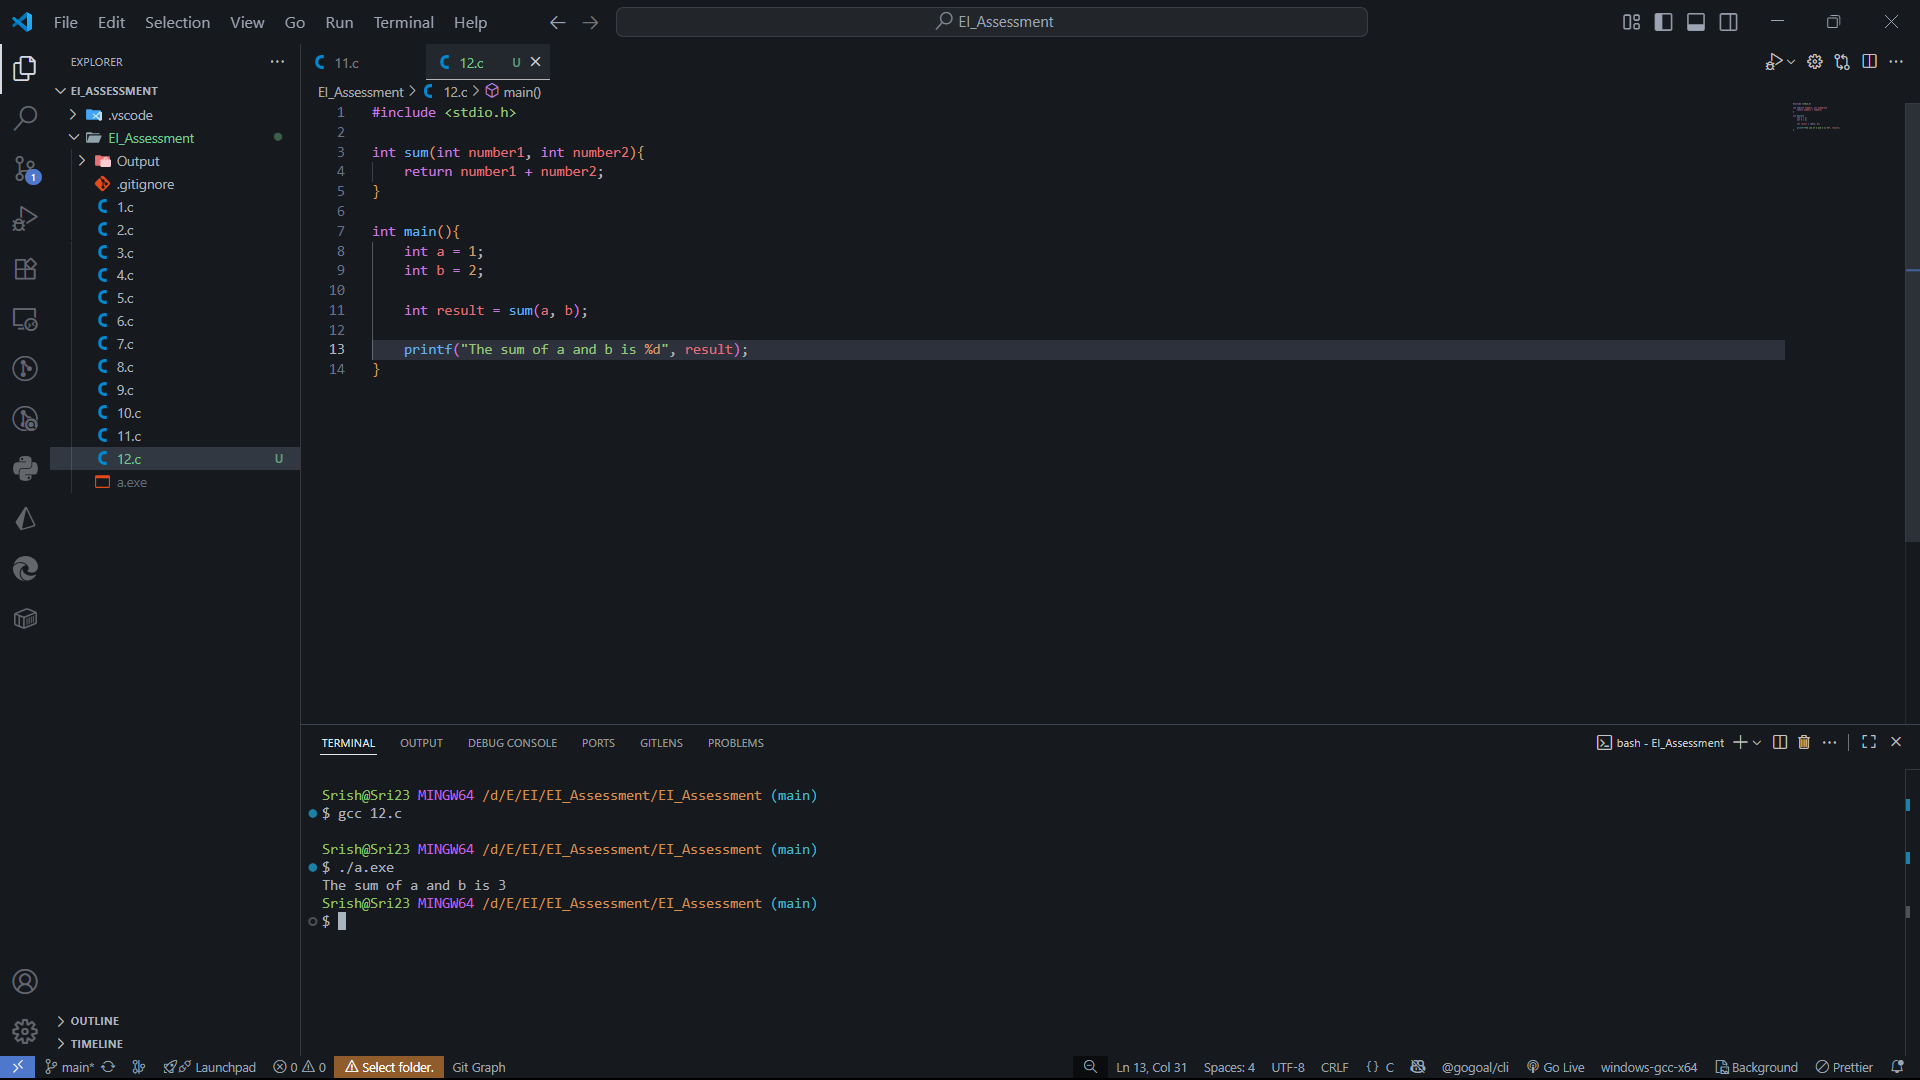 File Edit Selection View Go Run Terminal Help
EI_Assessment
EXPLORER
EI_ASSESSMENT
.vscode
EI_Assessment
Output
.gitignore
1.c
2.c
3.c
4.c
5.c
6.c
7.c
8.c
9.c
10.c
11.c
12.c U
a.exe
OUTLINE
TIMELINE
11.c
12.c U
EI_Assessment > 12.c > main()
1 #include <stdio.h>
2
3 int sum(int number1, int number2){
4     return number1 + number2;
5 }
6
7 int main(){
8     int a = 1;
9     int b = 2;
10
11     int result = sum(a, b);
12
13     printf("The sum of a and b is %d", result);
14 }
TERMINAL OUTPUT DEBUG CONSOLE PORTS GITLENS PROBLEMS
bash - EI_Assessment
Srish@Sri23 MINGW64 /d/E/EI/EI_Assessment/EI_Assessment (main)
$ gcc 12.c
Srish@Sri23 MINGW64 /d/E/EI/EI_Assessment/EI_Assessment (main)
$ ./a.exe
The sum of a and b is 3
Srish@Sri23 MINGW64 /d/E/EI/EI_Assessment/EI_Assessment (main)
$
1
main* Launchpad 0 0 Select folder. Git Graph Ln 13, Col 31 Spaces: 4 UTF-8 CRLF {} C @gogoal/cli Go Live windows-gcc-x64 Background Prettier